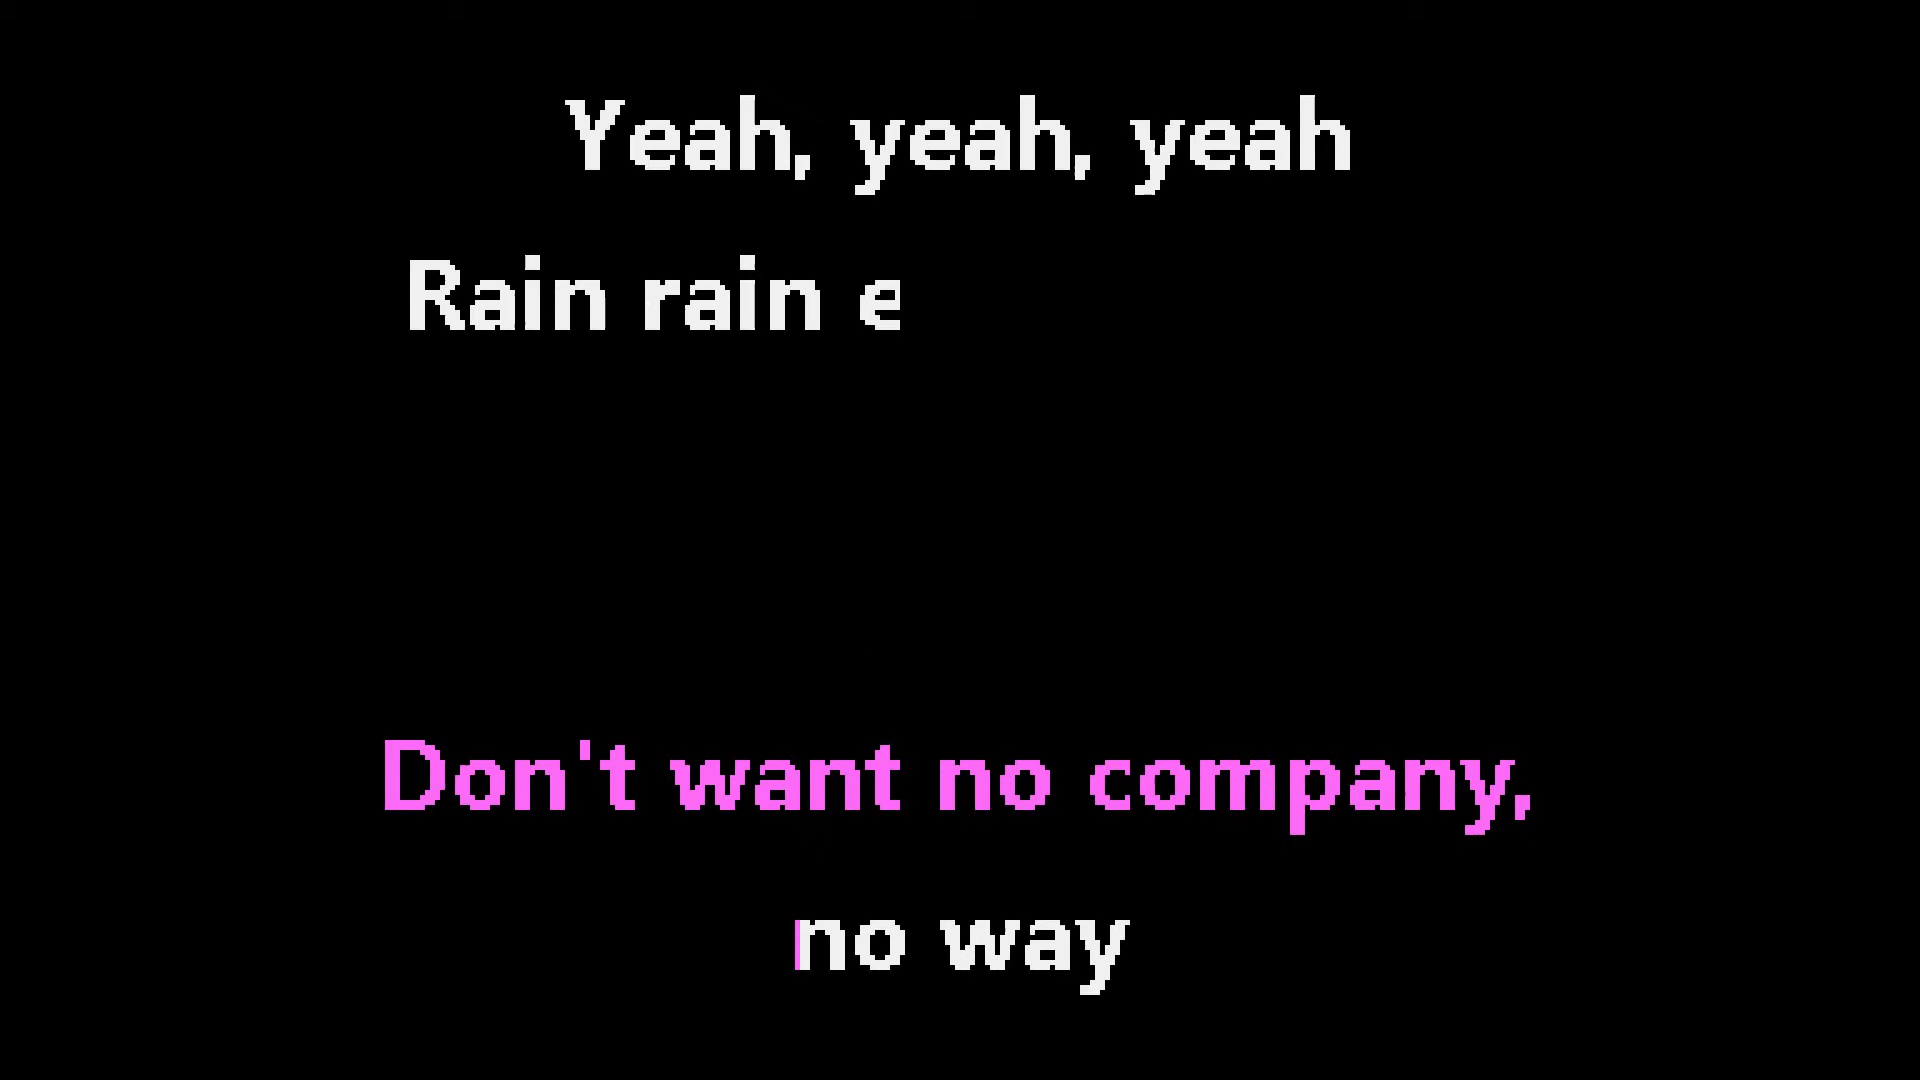 Yeah, yeah, yeah
Rain rain e
Don't want no company,
no way